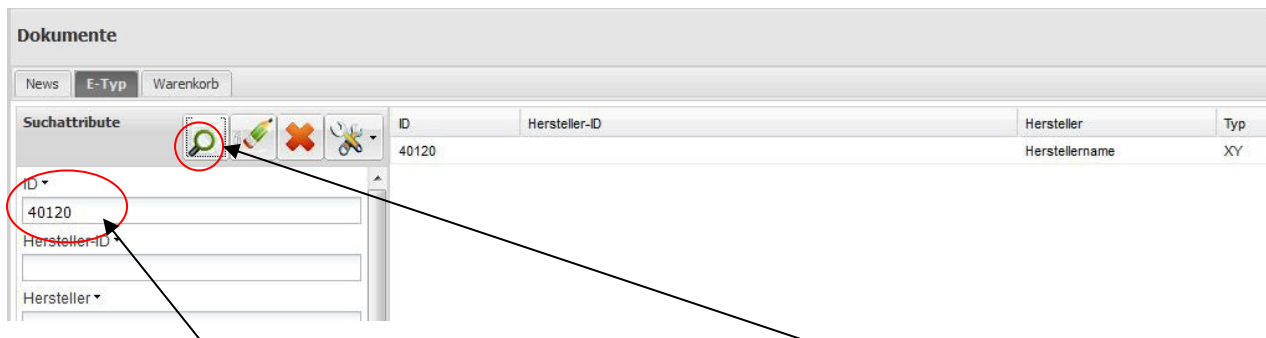 Dokumente
News E-Typ Warenkorb
Suchattribute
ID Hersteller-ID Hersteller Typ
40120 Herstellername XY
ID
40120
Hersteller-ID
Hersteller